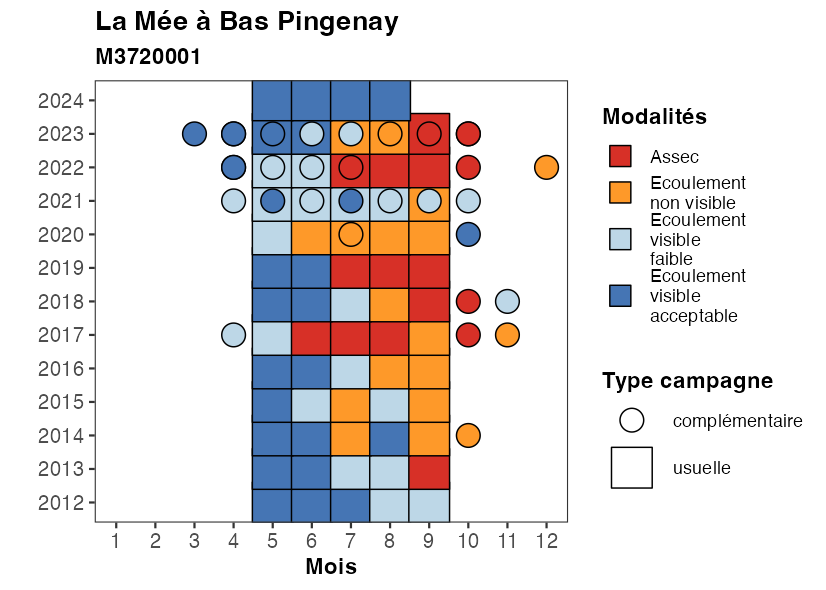 La Mée à Bas Pingenay
M3720001
2024
2023
2022
2021
2020
2019
2018
2017
2016
2015
2014
2013
2012
1 2 3 4 5 6 7 8 9 10 11 12
Mois
Modalités
Assec
Ecoulement
non visible
Ecoulement
visible
faible
Ecoulement
visible
acceptable
Type campagne
complémentaire
usuelle